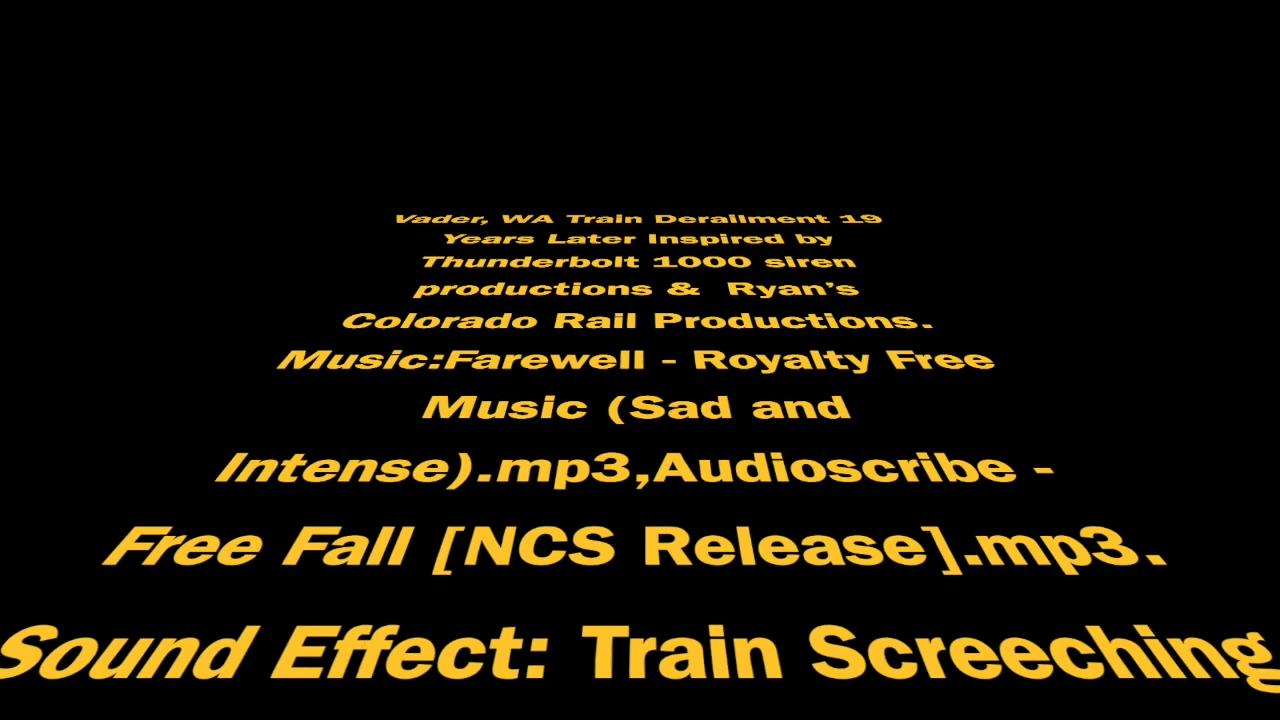 Vader, WA Train Derailment 19
Years Later Inspired by
Thunderbolt 1000 siren
productions & Ryan's
Colorado Rail Productions.
Music:Farewell - Royalty Free
Music (Sad and
Intense).mp3,Audioscribe -
Free Fall [NCS Release].mp3.
Sound Effect: Train Screeching